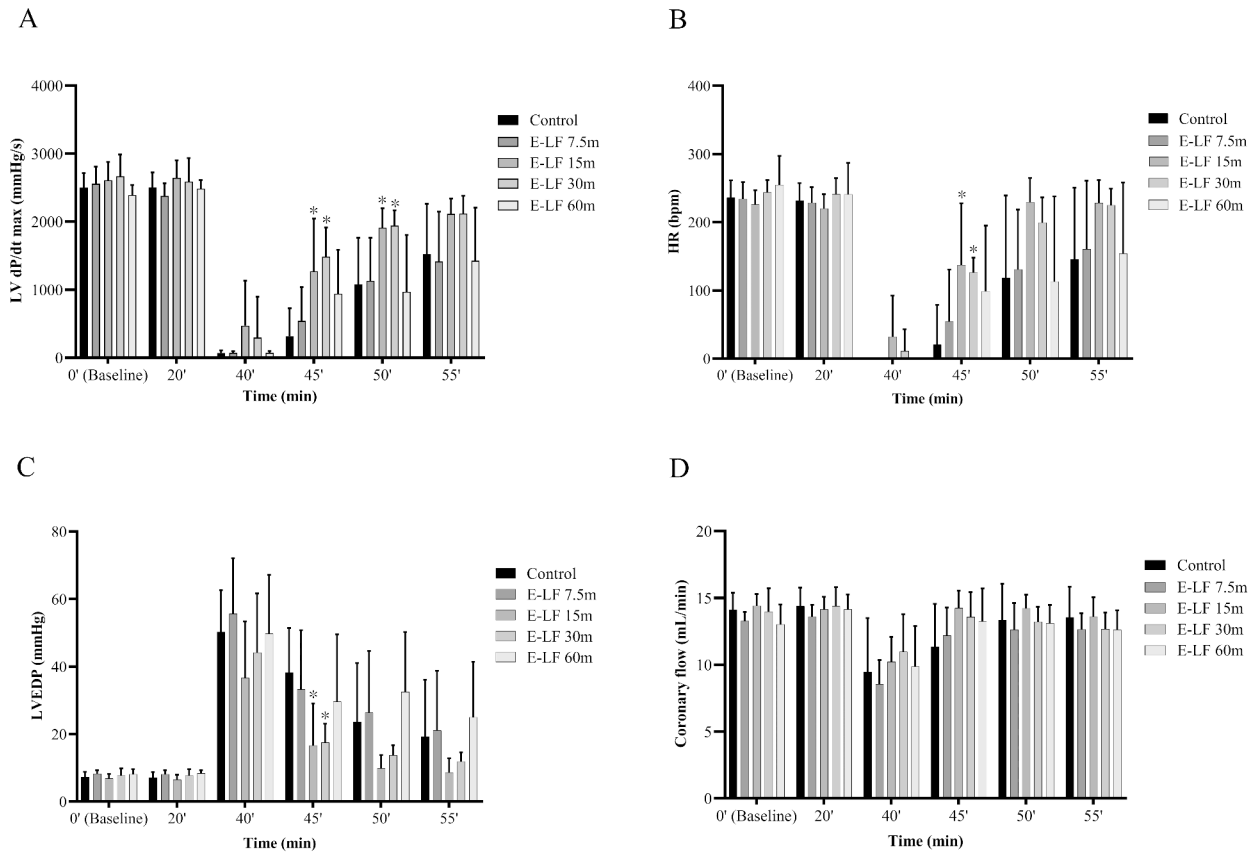 A
LV dP/dt max (mmHg/s)
4000
3000
2000
1000
0
* * * *
0' (Baseline) 20' 40' 45' 50' 55'
Time (min)
Control
E-LF 7.5m
E-LF 15m
E-LF 30m
E-LF 60m
B
HR (bpm)
400
300
200
100
0
* *
0' (Baseline) 20' 40' 45' 50' 55'
Time (min)
Control
E-LF 7.5m
E-LF 15m
E-LF 30m
E-LF 60m
C
LVEDP (mmHg)
80
60
40
20
0
* *
0' (Baseline) 20' 40' 45' 50' 55'
Time (min)
Control
E-LF 7.5m
E-LF 15m
E-LF 30m
E-LF 60m
D
Coronary flow (mL/min)
20
15
10
5
0
0' (Baseline) 20' 40' 45' 50' 55'
Time (min)
Control
E-LF 7.5m
E-LF 15m
E-LF 30m
E-LF 60m